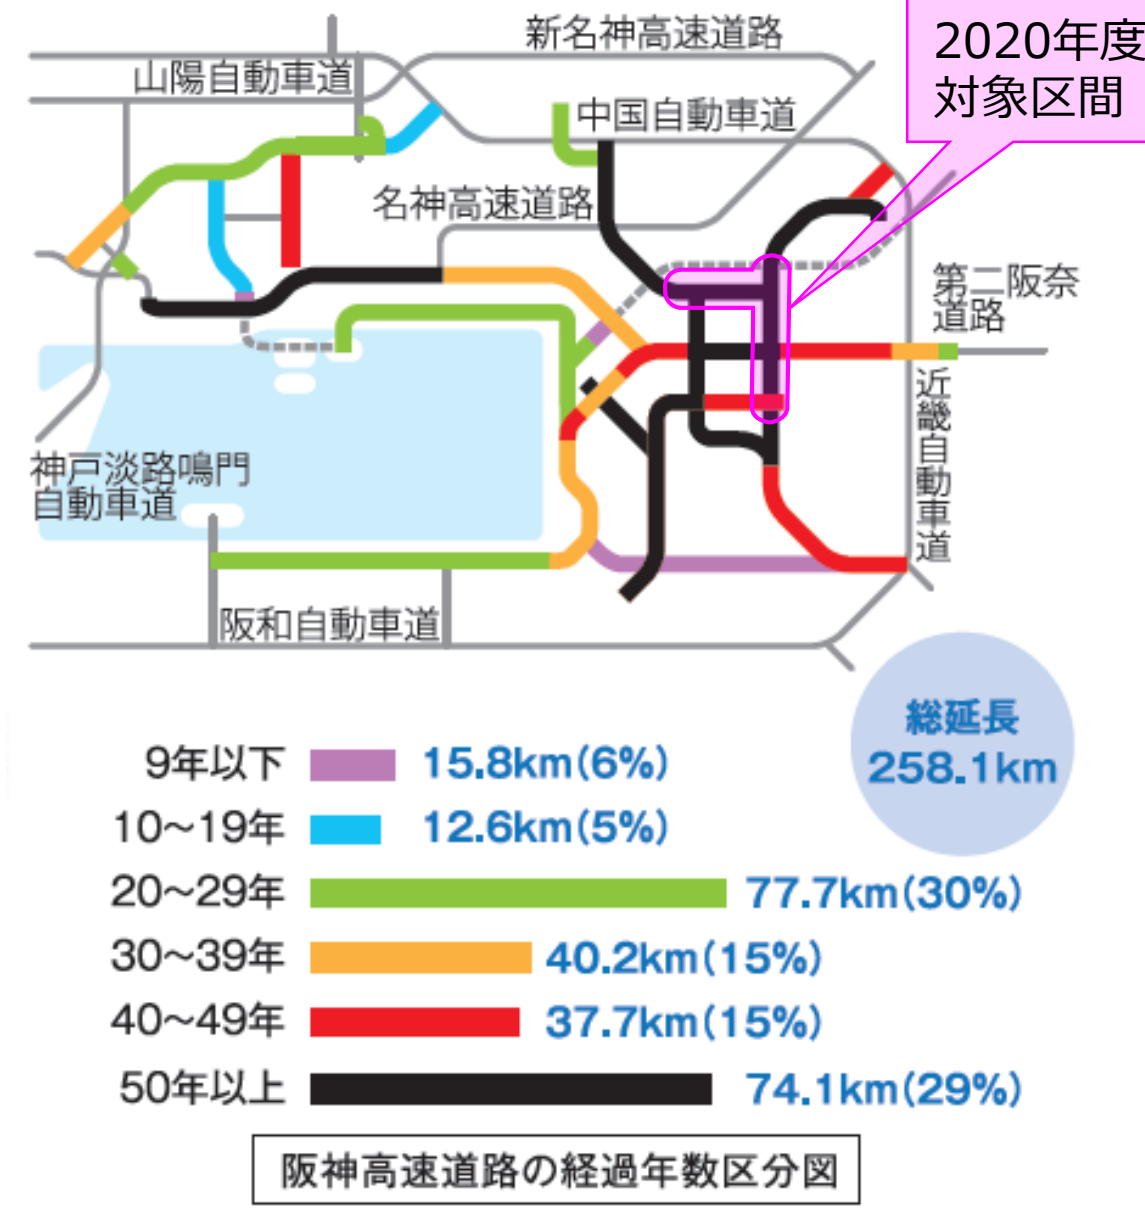 新名神高速道路
2020年度
対象区間
山陽自動車道
中国自動車道
名神高速道路
第二阪奈
道路
近畿自動車道
神戸淡路鳴門
自動車道
阪和自動車道
総延長
258.1km
9年以下 15.8km(6%)
10～19年 12.6km(5%)
20～29年 77.7km(30%)
30～39年 40.2km(15%)
40～49年 37.7km(15%)
50年以上 74.1km(29%)
阪神高速道路の経過年数区分図